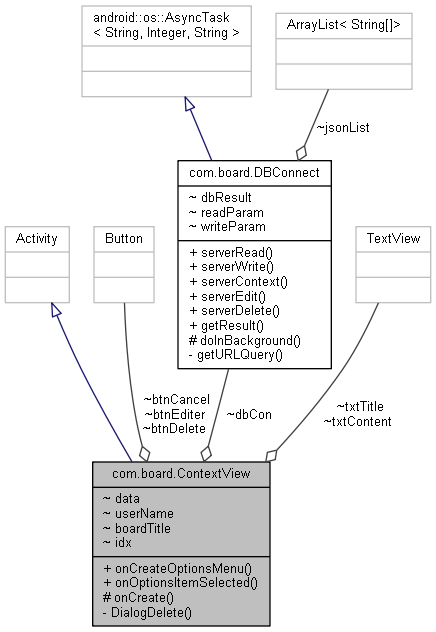 android::os::AsyncTask
< String, Integer, String >
ArrayList< String[]>
~jsonList
com.board.DBConnect
~ dbResult
~ readParam
~ writeParam
+ serverRead()
+ serverWrite()
+ serverContext()
+ serverEdit()
+ serverDelete()
+ getResult()
# doInBackground()
- getURLQuery()
Activity
Button
TextView
~btnCancel
~btnEditer
~btnDelete
~dbCon
~txtTitle
~txtContent
com.board.ContextView
~ data
~ userName
~ boardTitle
~ idx
+ onCreateOptionsMenu()
+ onOptionsItemSelected()
# onCreate()
- DialogDelete()